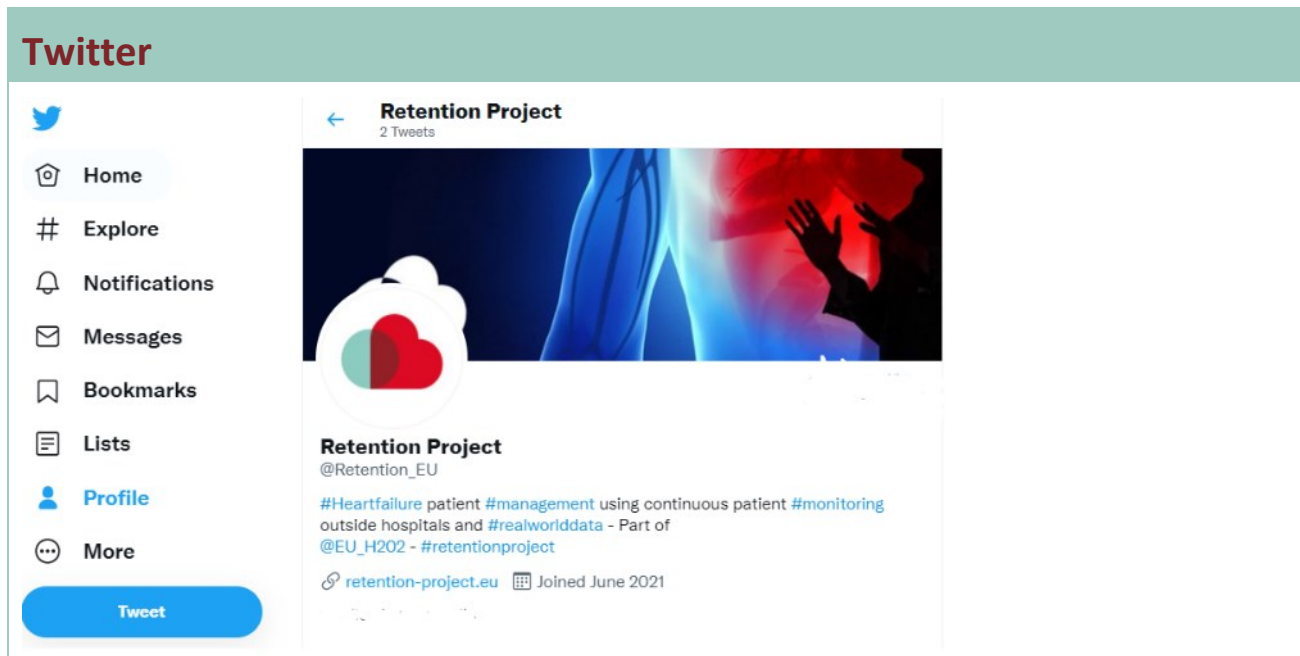 Twitter
Retention Project
2 Tweets
Home
Explore
Notifications
Messages
Bookmarks
Lists
Profile
More
Tweet
Retention Project
@Retention_EU
#Heartfailure patient #management using continuous patient #monitoring
outside hospitals and #realworlddata - Part of
@EU_H202 - #retentionproject
retention-project.eu Joined June 2021